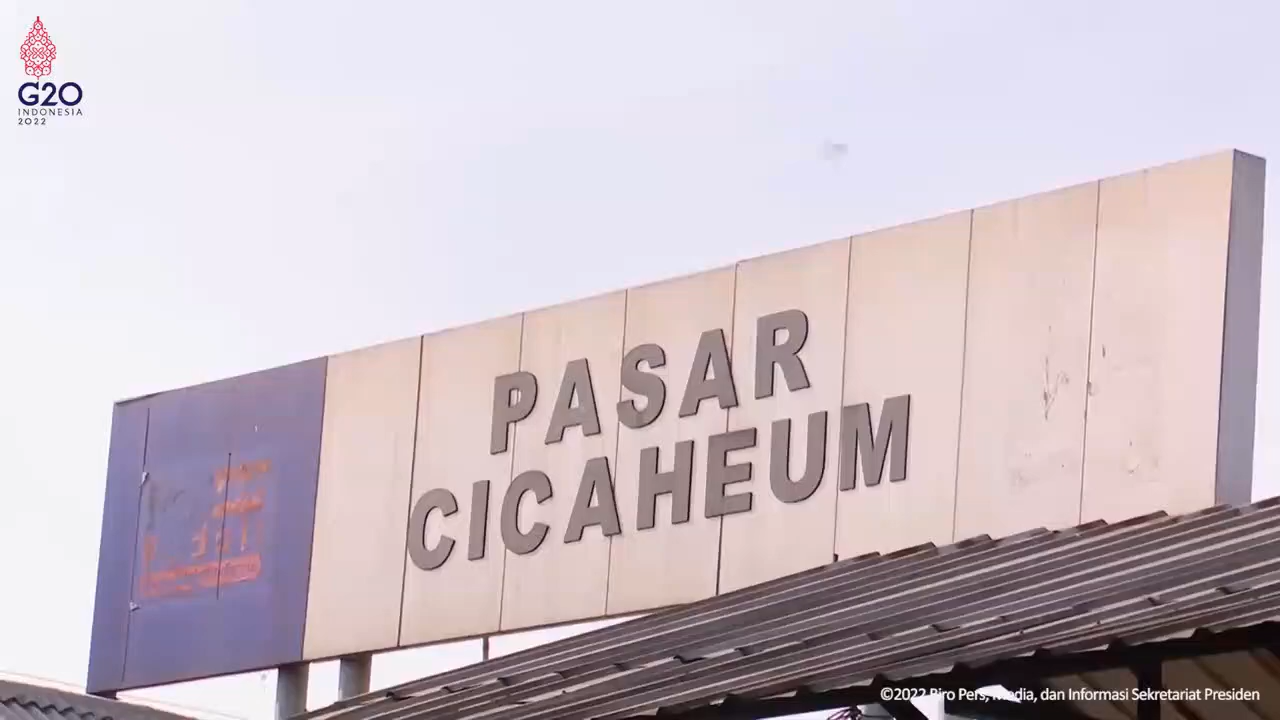 G20
INDONESIA
2022
PASAR
CICAHEUM
©2022 Biro Pers, Media, dan Informasi Sekretariat Presiden